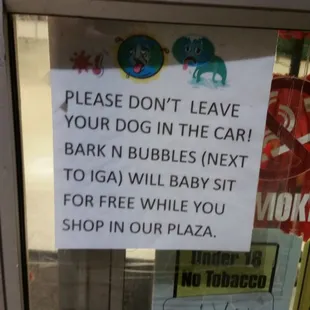 PLEASE DON'T LEAVE
YOUR DOG IN THE CAR!
BARK N BUBBLES (NEXT
TO IGA) WILL BABY SIT
FOR FREE WHILE YOU
SHOP IN OUR PLAZA.
MOK
Under 18
No Tobacco